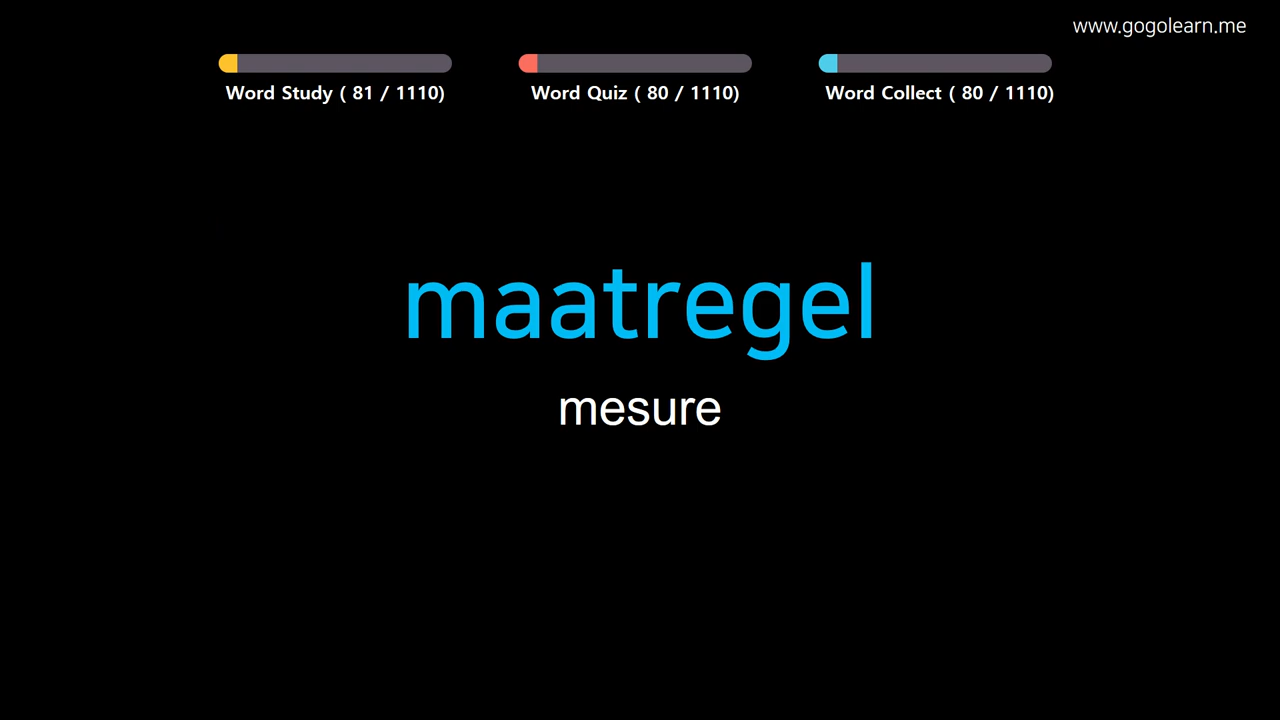 www.gogolearn.me
Word Study ( 81 / 1110)
Word Quiz ( 80 / 1110)
Word Collect ( 80 / 1110)
maatregel
mesure